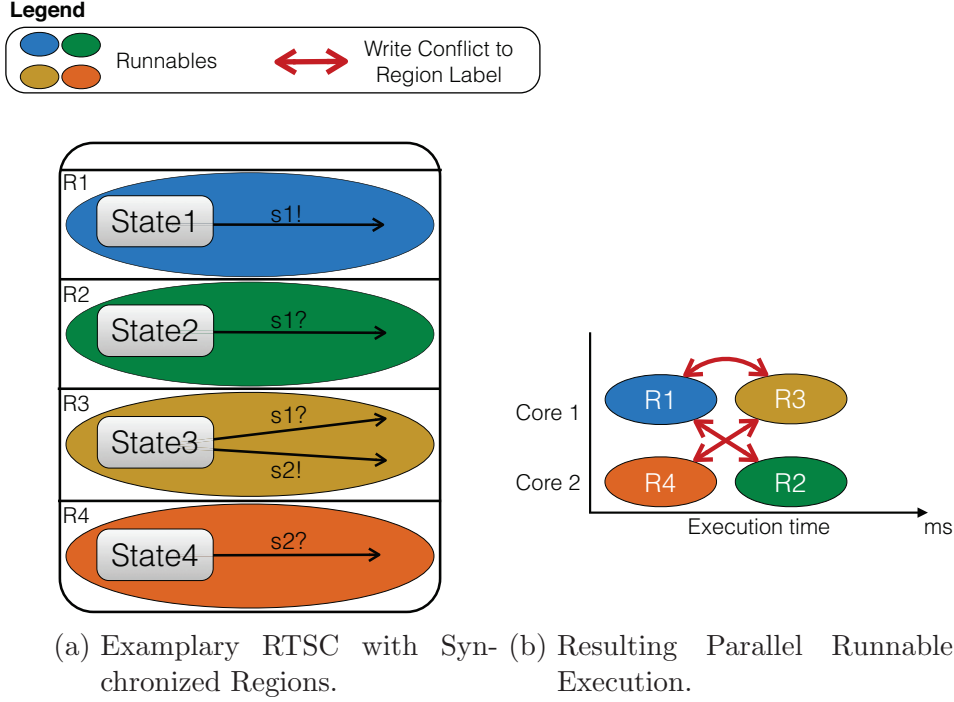 Legend
Runnables
Write Conflict to
Region Label
R1
State1
s1!
R2
State2
s1?
R3
State3
s1?
s2!
R4
State4
s2?
Core 1
R1
R3
Core 2
R4
R2
Execution time
ms
(a) Examplary RTSC with Syn-
chronized Regions.
(b) Resulting Parallel Runnable
Execution.